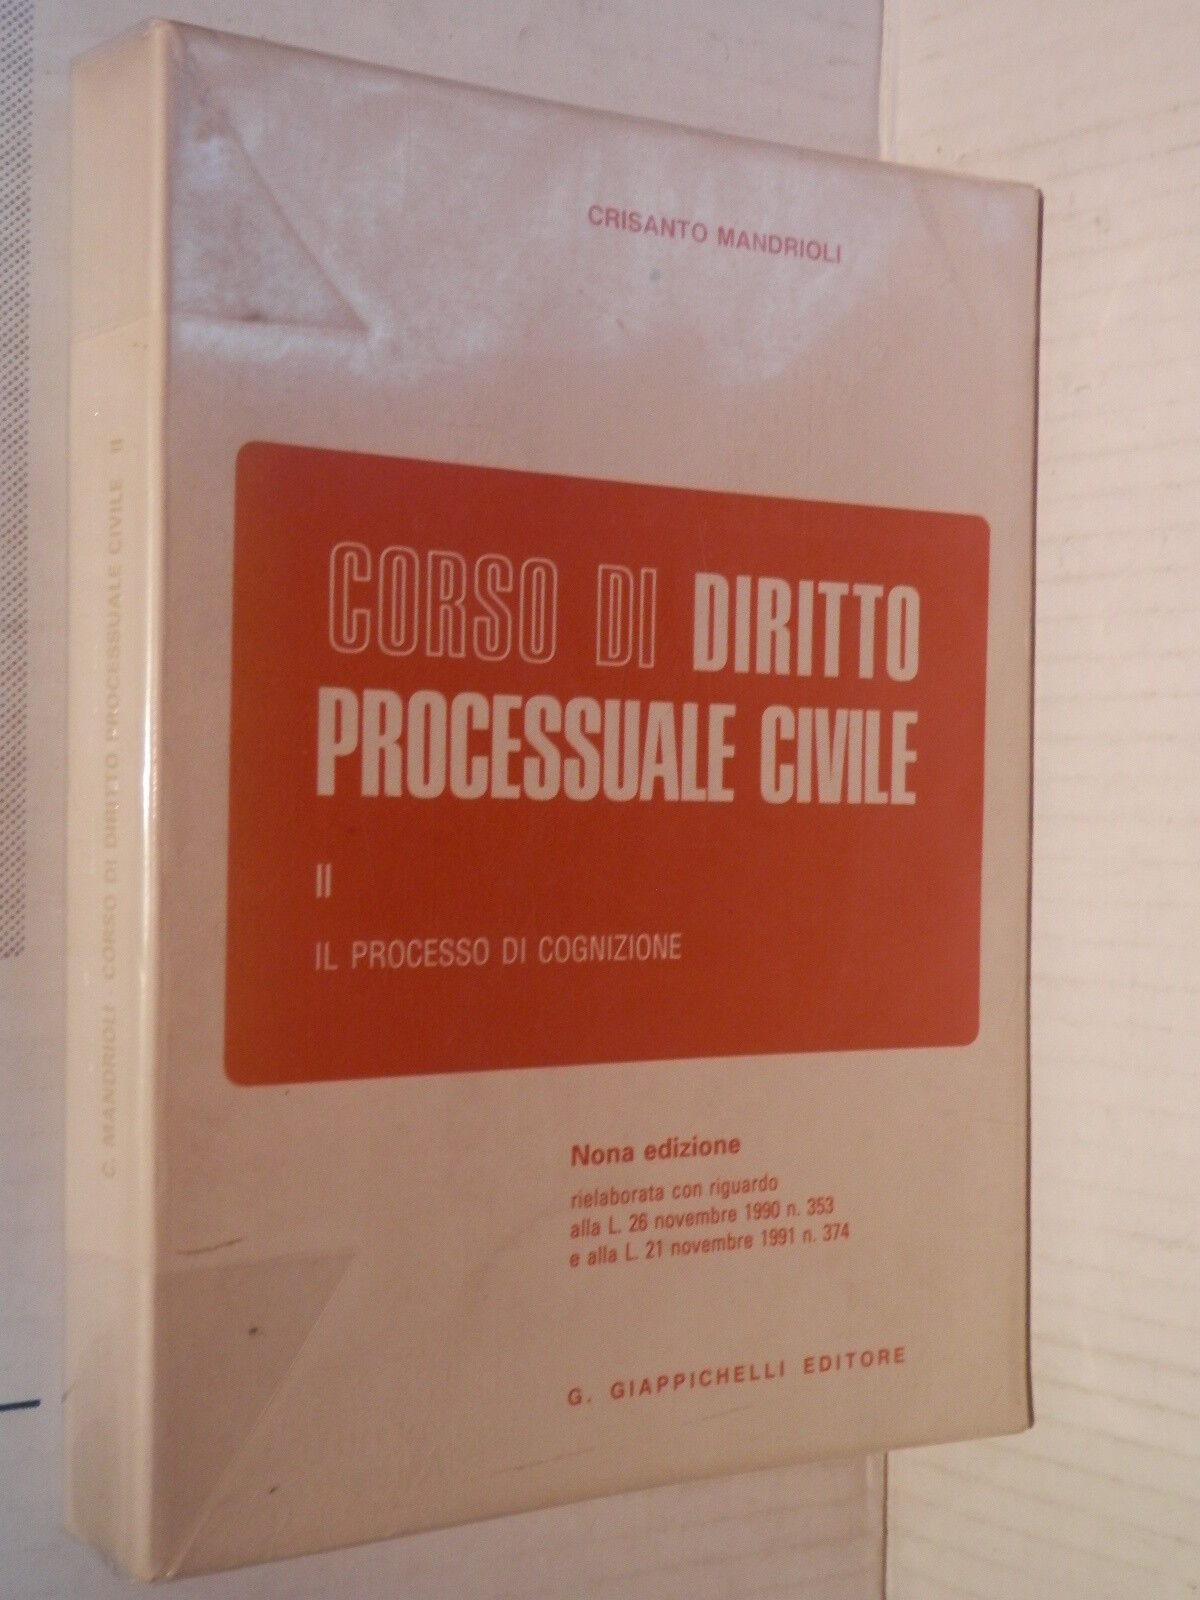 CRISANTO MANDRIOLI
CORSO DI DIRITTO
PROCESSUALE CIVILE
II
IL PROCESSO DI COGNIZIONE
Nona edizione
rielaborata con riguardo
alla L. 26 novembre 1990 n. 353
e alla L. 21 novembre 1991 n. 374
G. GIAPPICHELLI EDITORE
C. MANDRIOLI CORSO DI DIRITTO PROCESSUALE CIVILE II